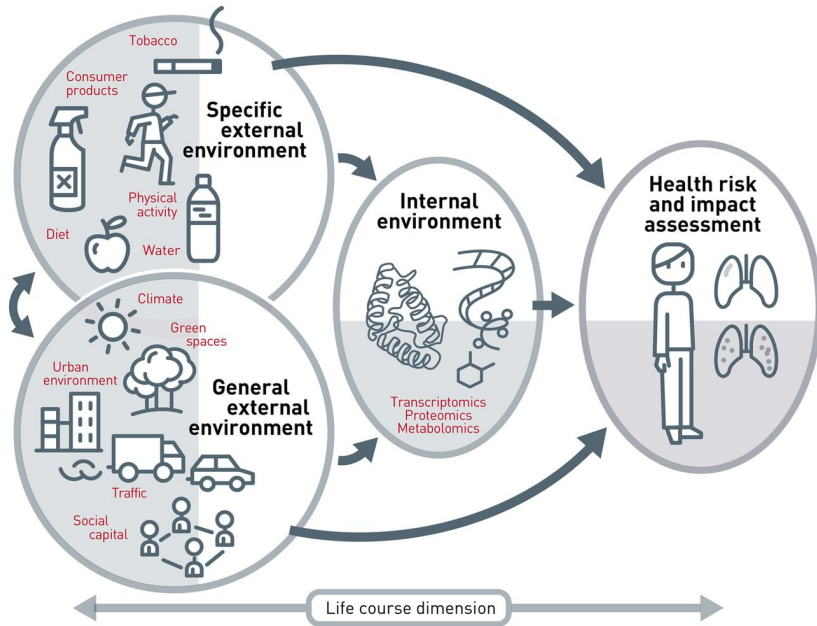 Tobacco
Consumer
products
Specific
external
environment
Physical
activity
Diet
Water
Climate
Green
spaces
Urban
environment
General
external
environment
Traffic
Social
capital
Internal
environment
Transcriptomics
Proteomics
Metabolomics
Health risk
and impact
assessment
Life course dimension